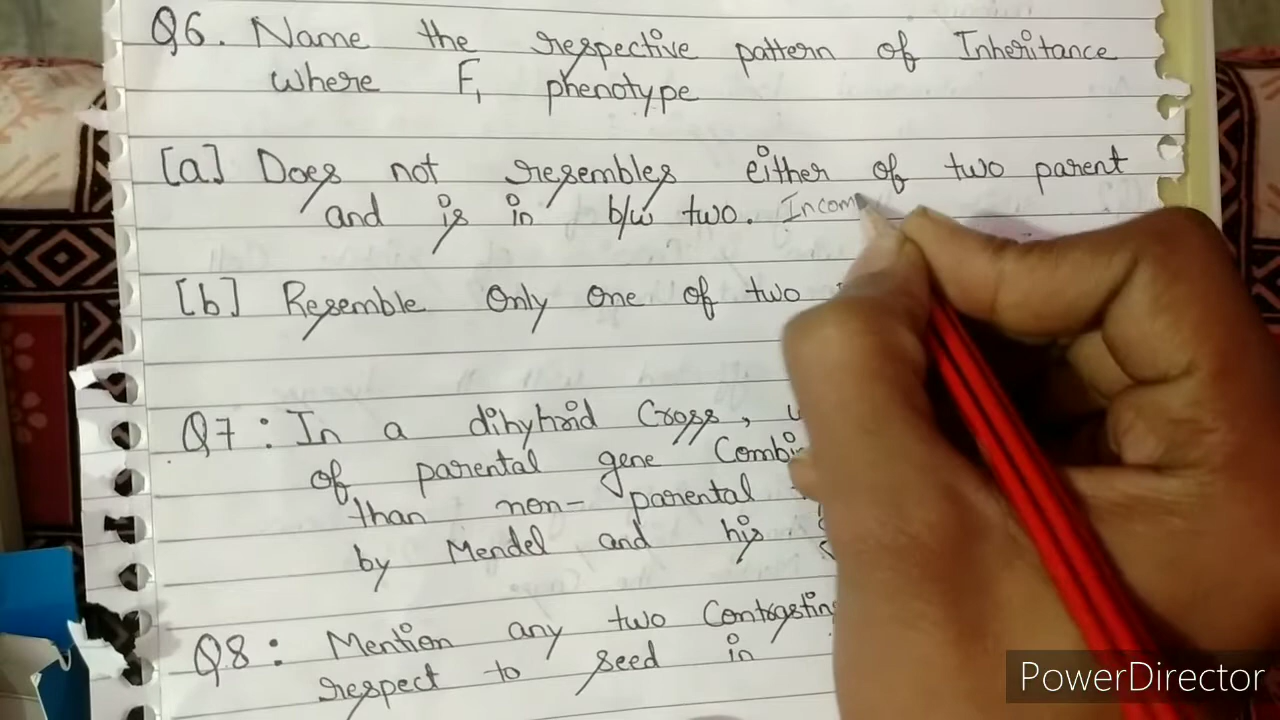 Q6. Name the respective pattern of Inheritance
where F1 phenotype
[a] Does not resembles either of two parent
and is in b/w two. Incom
[b] Resemble Only One of two
Q7: In a dihybrid Cross,
of parental gene
than non- parental
by Mendel and his
Q8: Mention any two Contrasting
respect to seed in
PowerDirector